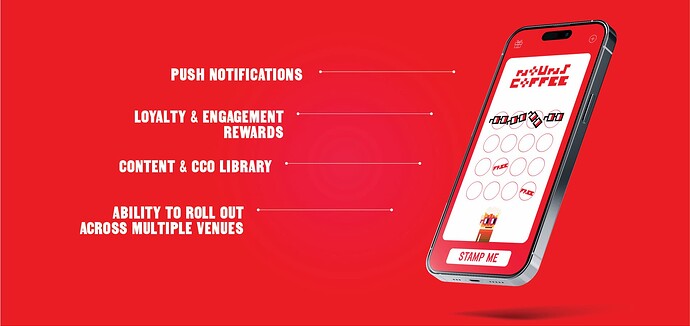 PUSH NOTIFICATIONS
LOYALTY & ENGAGEMENT
REWARDS
CONTENT & CCO LIBRARY
ABILITY TO ROLL OUT
ACROSS MULTIPLE VENUES
NOUNS
COFFEE
FREE
FREE
STAMP ME